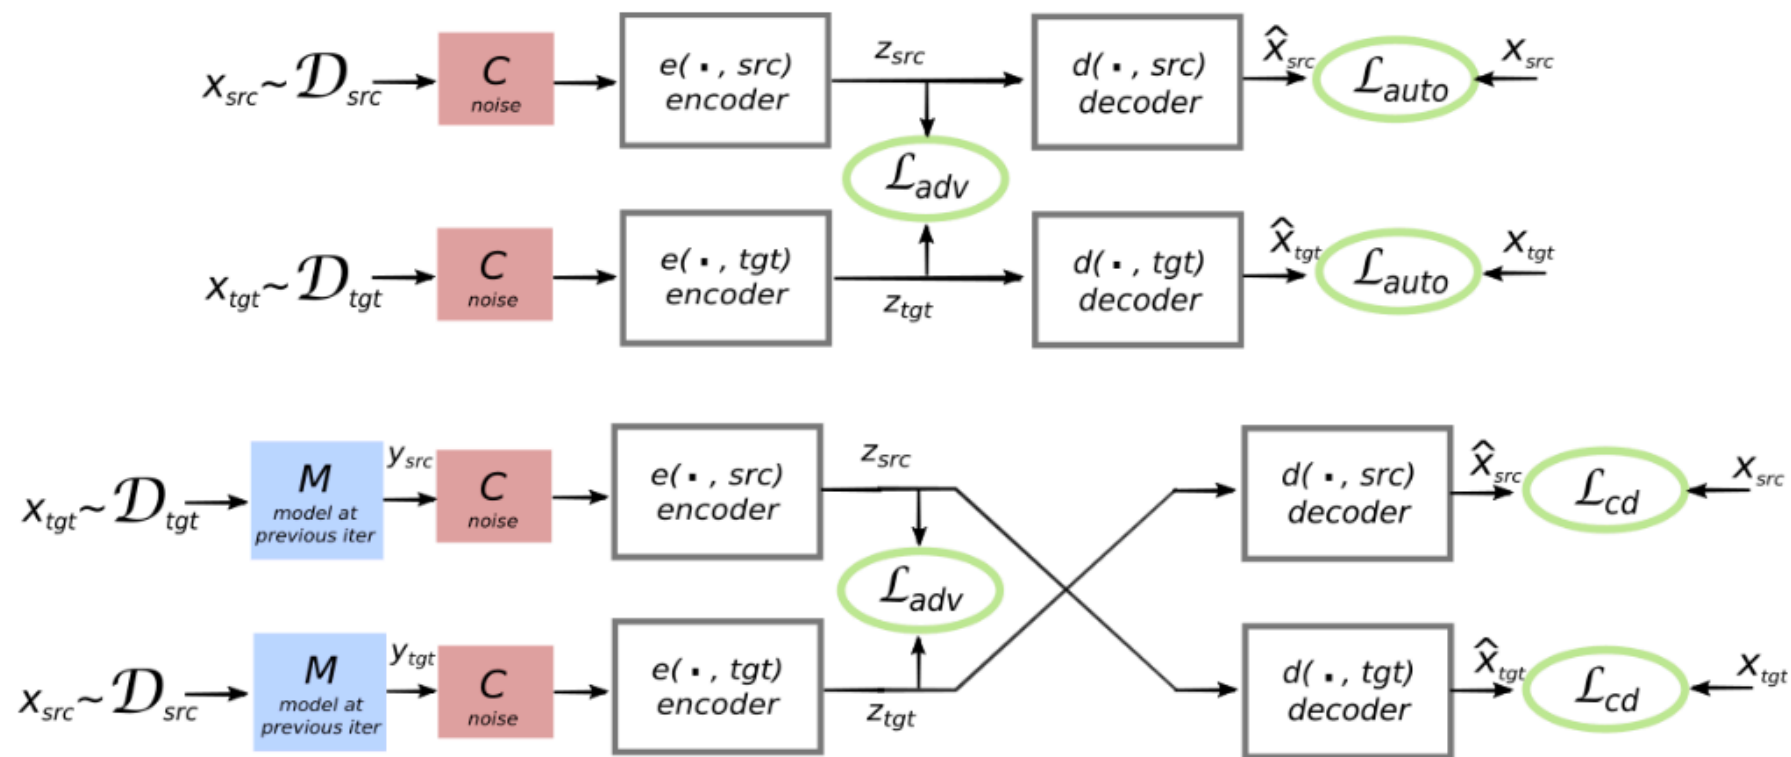 x_src ~ D_src C noise e(·, src) encoder z_src d(·, src) decoder x̂_src L_auto x_src
L_adv
x_tgt ~ D_tgt C noise e(·, tgt) encoder z_tgt d(·, tgt) decoder x̂_tgt L_auto x_tgt
x_tgt ~ D_tgt M model at previous iter y_src C noise e(·, src) encoder z_src d(·, src) decoder x̂_src L_cd x_src
L_adv
x_src ~ D_src M model at previous iter y_tgt C noise e(·, tgt) encoder z_tgt d(·, tgt) decoder x̂_tgt L_cd x_tgt